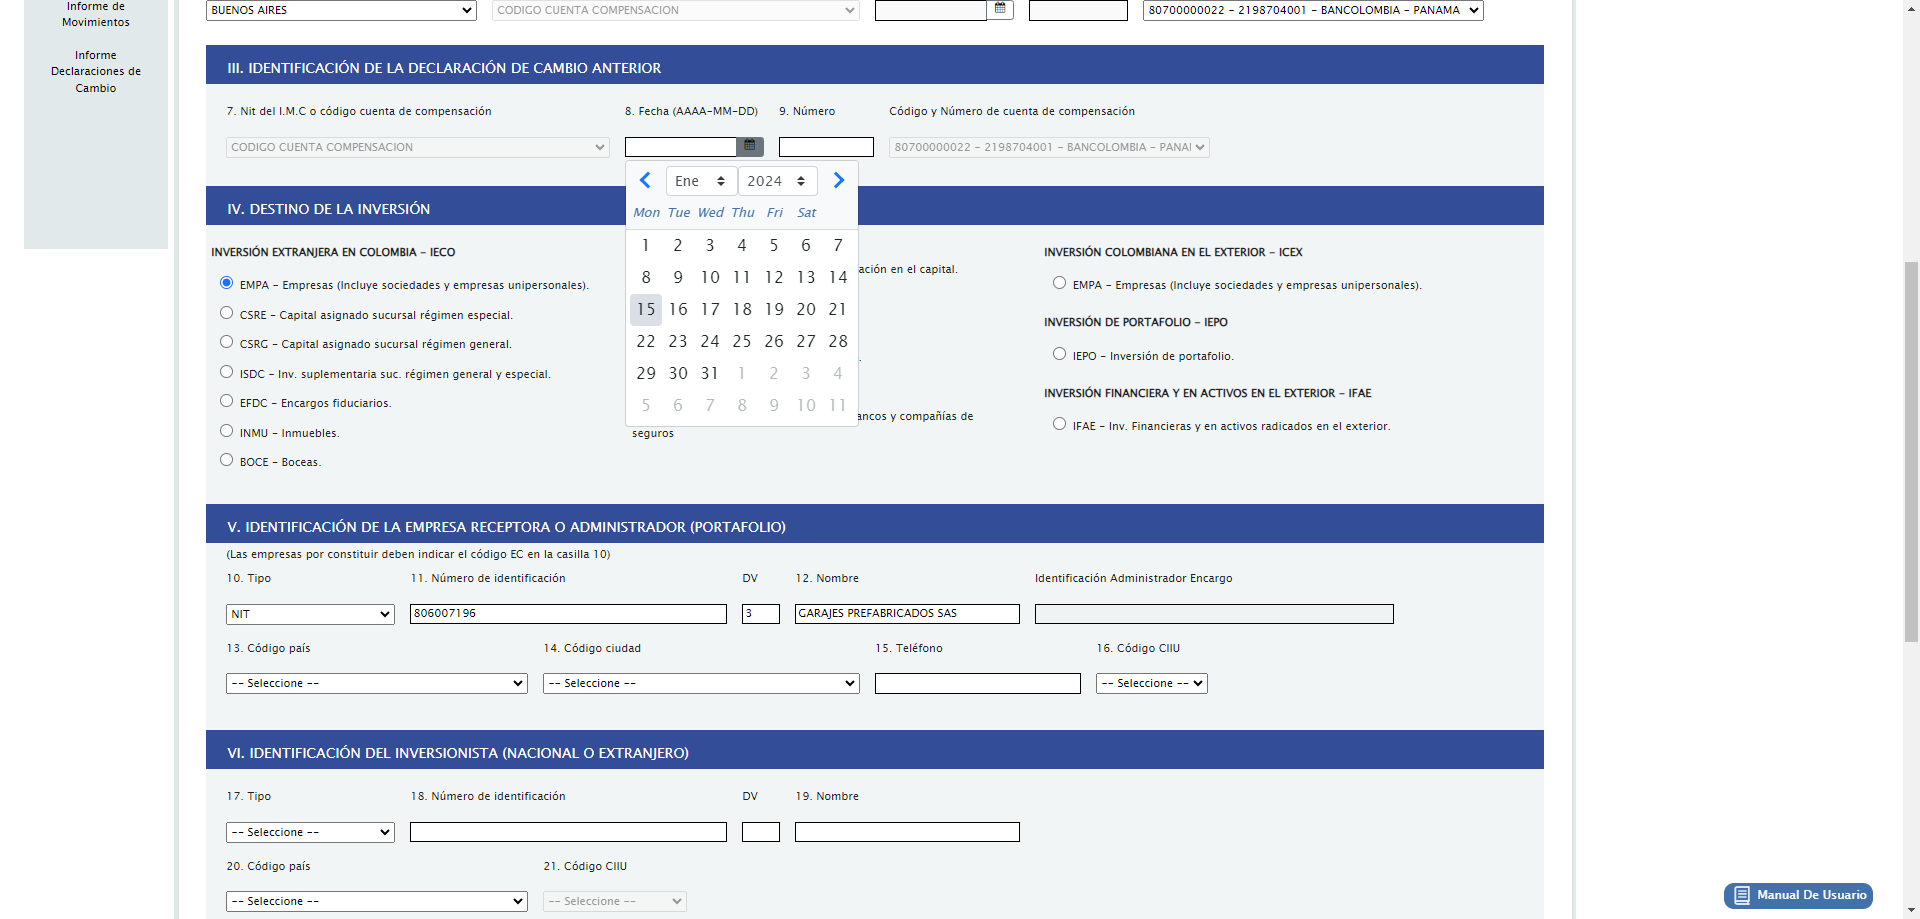 Informe de
Movimientos
Informe
Declaraciones de
Cambio
BUENOS AIRES
CODIGO CUENTA COMPENSACION
80700000022 - 2198704001 - BANCOLOMBIA - PANAMA
III. IDENTIFICACIÓN DE LA DECLARACIÓN DE CAMBIO ANTERIOR
7. Nit del I.M.C o código cuenta de compensación
8. Fecha (AAAA-MM-DD)
9. Número
Código y Número de cuenta de compensación
CODIGO CUENTA COMPENSACION
80700000022 - 2198704001 - BANCOLOMBIA - PANAI
Ene
2024
Mon Tue Wed Thu Fri Sat
1 2 3 4 5 6 7
8 9 10 11 12 13 14
15 16 17 18 19 20 21
22 23 24 25 26 27 28
29 30 31 1 2 3 4
5 6 7 8 9 10 11
IV. DESTINO DE LA INVERSIÓN
INVERSIÓN EXTRANJERA EN COLOMBIA - IECO
EMPA - Empresas (Incluye sociedades y empresas unipersonales).
CSRE - Capital asignado sucursal régimen especial.
CSRG - Capital asignado sucursal régimen general.
ISDC - Inv. suplementaria suc. régimen general y especial.
EFDC - Encargos fiduciarios.
INMU - Inmuebles.
BOCE - Boceas.
ación en el capital.
.
ancos y compañías de
seguros
INVERSIÓN COLOMBIANA EN EL EXTERIOR - ICEX
EMPA - Empresas (Incluye sociedades y empresas unipersonales).
INVERSIÓN DE PORTAFOLIO - IEPO
IEPO - Inversión de portafolio.
INVERSIÓN FINANCIERA Y EN ACTIVOS EN EL EXTERIOR - IFAE
IFAE - Inv. Financieras y en activos radicados en el exterior.
V. IDENTIFICACIÓN DE LA EMPRESA RECEPTORA O ADMINISTRADOR (PORTAFOLIO)
(Las empresas por constituir deben indicar el código EC en la casilla 10)
10. Tipo
11. Número de identificación
DV
12. Nombre
Identificación Administrador Encargo
NIT
806007196
3
GARAJES PREFABRICADOS SAS
13. Código país
14. Código ciudad
15. Teléfono
16. Código CIIU
-- Seleccione --
-- Seleccione --
-- Seleccione --
VI. IDENTIFICACIÓN DEL INVERSIONISTA (NACIONAL O EXTRANJERO)
17. Tipo
18. Número de identificación
DV
19. Nombre
-- Seleccione --
20. Código país
21. Código CIIU
-- Seleccione --
-- Seleccione --
Manual De Usuario